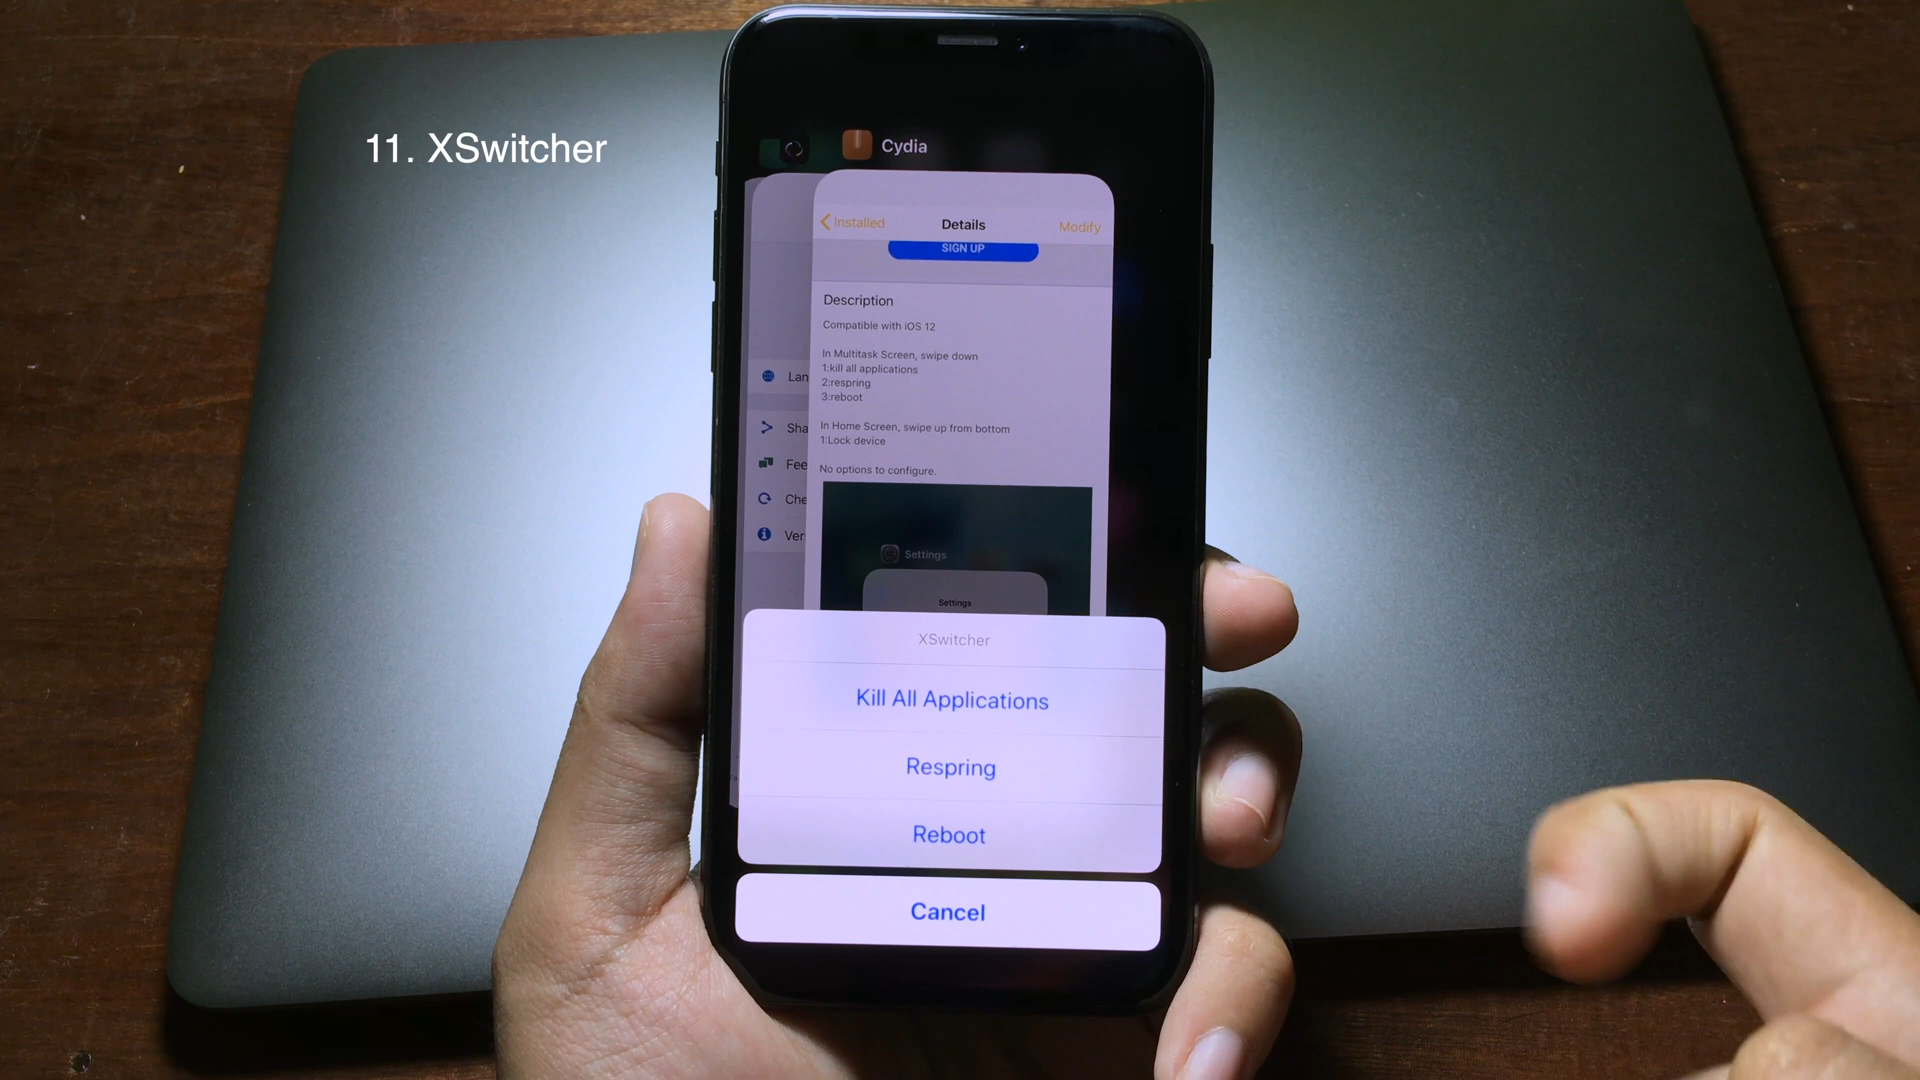 11. XSwitcher
Cydia
Installed
Details
Modify
SIGN UP
Description
Compatible with iOS 12
In Multitask Screen, swipe down
1:kill all applications
2:respring
3:reboot
In Home Screen, swipe up from bottom
1:Lock device
No options to configure.
Lan
Sha
Fee
Che
Ver
Settings
Settings
XSwitcher
Kill All Applications
Respring
Reboot
Cancel